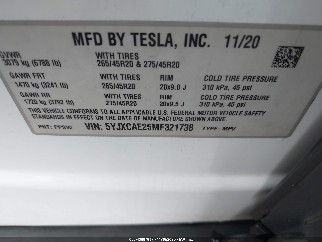 MFD BY TESLA, INC. 11/20
GVWR WITH TIRES
3079 kg (6788 lb) 265/45R20 & 275/45R20
GAWR FRT WITH TIRES RIM COLD TIRE PRESSURE
1470 kg (3241 lb) 265/45R20 20x9.0 J 310 kPa, 45 psi
GAWR RR WITH TIRES RIM COLD TIRE PRESSURE
275/45R20 20x9.5 J 310 kPa, 45 psi
THIS VEHICLE CONFORMS TO ALL APPLICABLE U.S. FEDERAL MOTOR VEHICLE SAFETY
STANDARDS IN EFFECT ON THE DATE OF MANUFACTURE SHOWN ABOVE.
VIN: 5YJXCAE25MF321738 TYPE: MPV